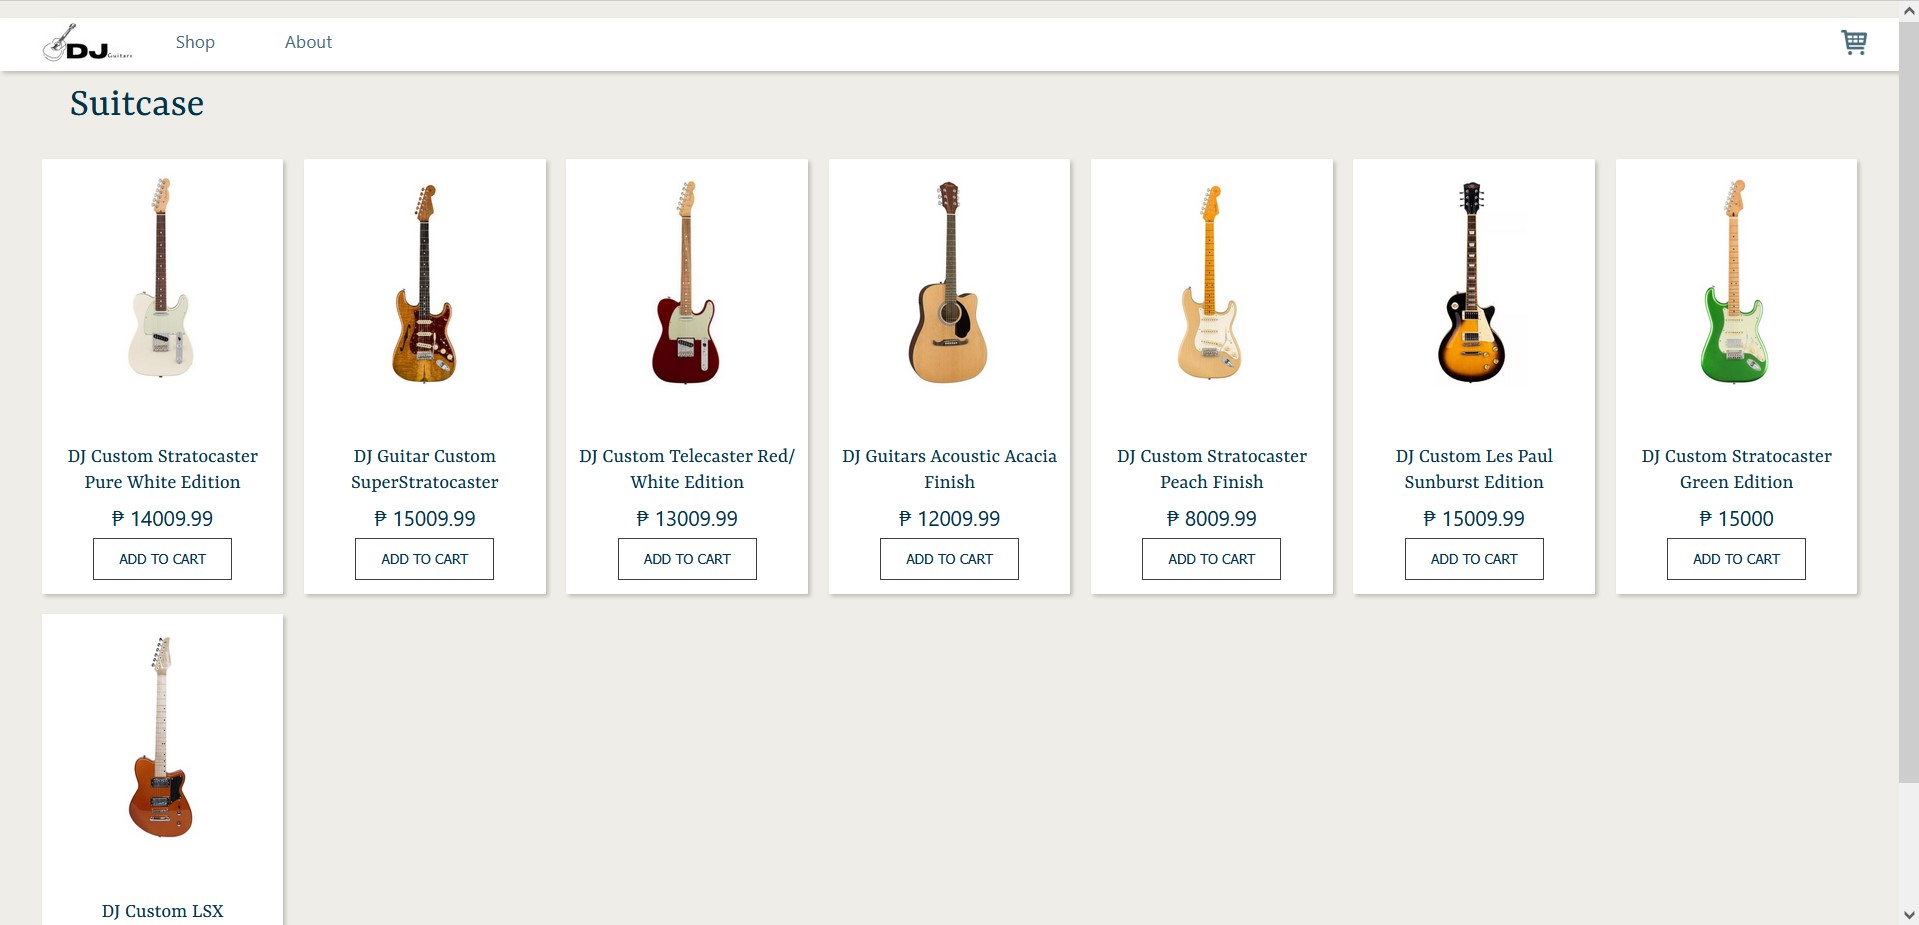 DJ Guitars
Shop
About
Suitcase
DJ Custom Stratocaster
Pure White Edition
₱ 14009.99
ADD TO CART
DJ Guitar Custom
SuperStratocaster
₱ 15009.99
ADD TO CART
DJ Custom Telecaster Red/
White Edition
₱ 13009.99
ADD TO CART
DJ Guitars Acoustic Acacia
Finish
₱ 12009.99
ADD TO CART
DJ Custom Stratocaster
Peach Finish
₱ 8009.99
ADD TO CART
DJ Custom Les Paul
Sunburst Edition
₱ 15009.99
ADD TO CART
DJ Custom Stratocaster
Green Edition
₱ 15000
ADD TO CART
DJ Custom LSX